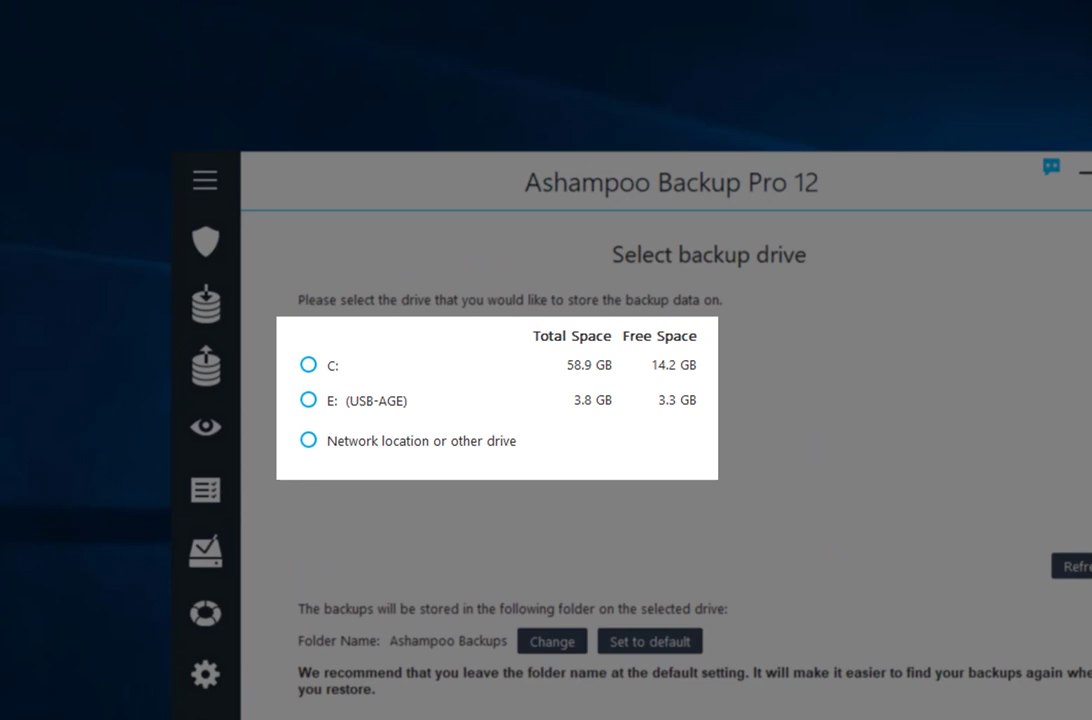 Ashampoo Backup Pro 12
Select backup drive
Please select the drive that you would like to store the backup data on.
Total Space Free Space
C: 58.9 GB 14.2 GB
E: (USB-AGE) 3.8 GB 3.3 GB
Network location or other drive
Refre
The backups will be stored in the following folder on the selected drive:
Folder Name: Ashampoo Backups Change Set to default
We recommend that you leave the folder name at the default setting. It will make it easier to find your backups again whe
you restore.